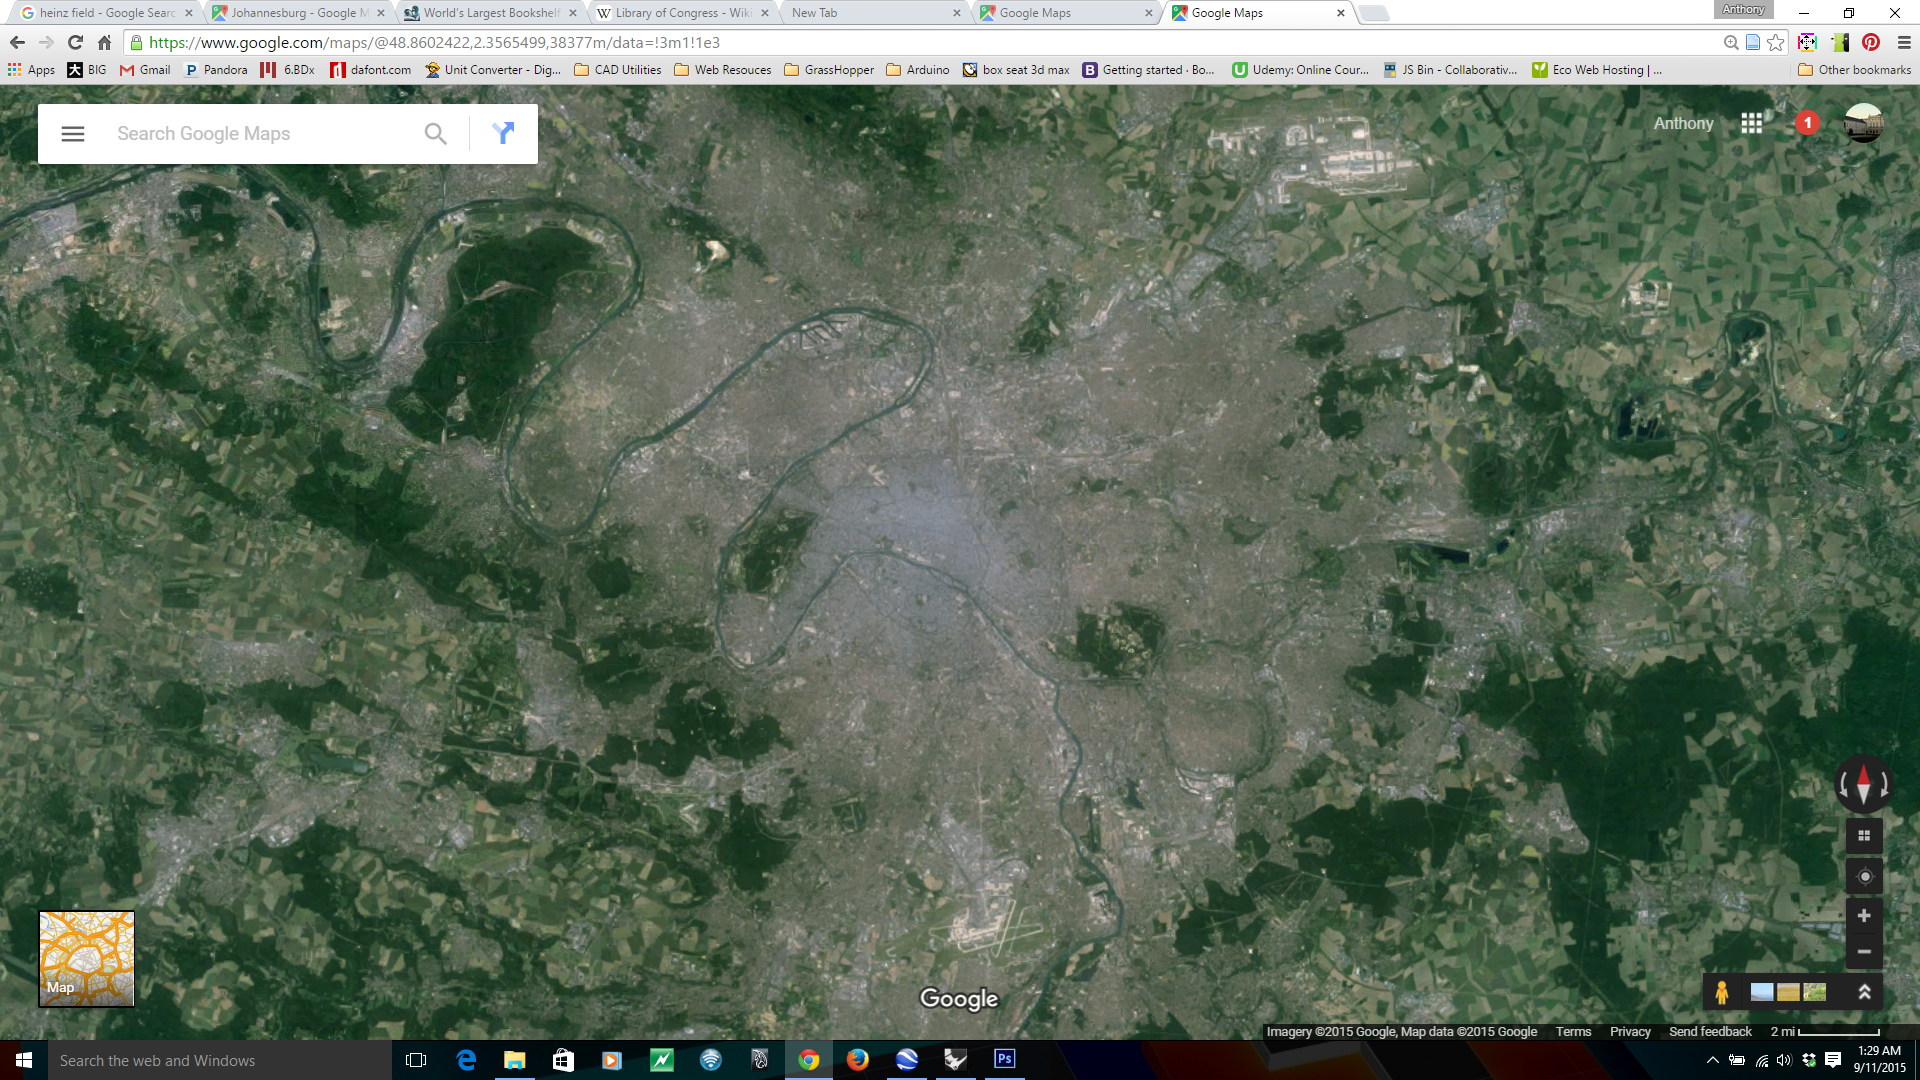 heinz field - Google Searc
Johannesburg - Google M
World's Largest Bookshelf
Library of Congress - Wiki
New Tab
Google Maps
Google Maps
Anthony
https://www.google.com/maps/@48.8602422,2.3565499,38377m/data=!3m1!1e3
Apps
BIG
Gmail
Pandora
6.BDx
dafont.com
Unit Converter - Dig...
CAD Utilities
Web Resouces
GrassHopper
Arduino
box seat 3d max
Getting started · Bo...
Udemy: Online Cour...
JS Bin - Collaborativ...
Eco Web Hosting | ...
Other bookmarks
Search Google Maps
Anthony
1
Map
Google
Imagery ©2015 Google, Map data ©2015 Google
Terms
Privacy
Send feedback
2 mi
Search the web and Windows
Ps
1:29 AM
9/11/2015